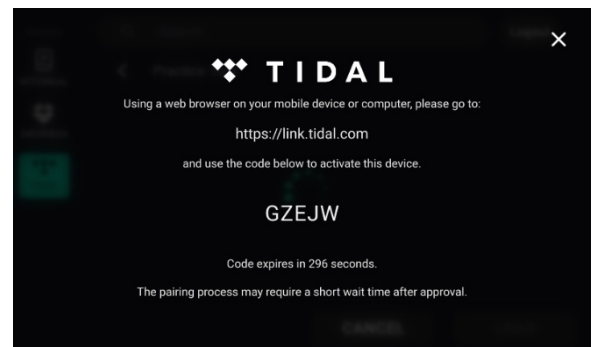 TIDAL
Using a web browser on your mobile device or computer, please go to:
https://link.tidal.com
and use the code below to activate this device.
GZEJW
Code expires in 296 seconds.
The pairing process may require a short wait time after approval.
CANCEL